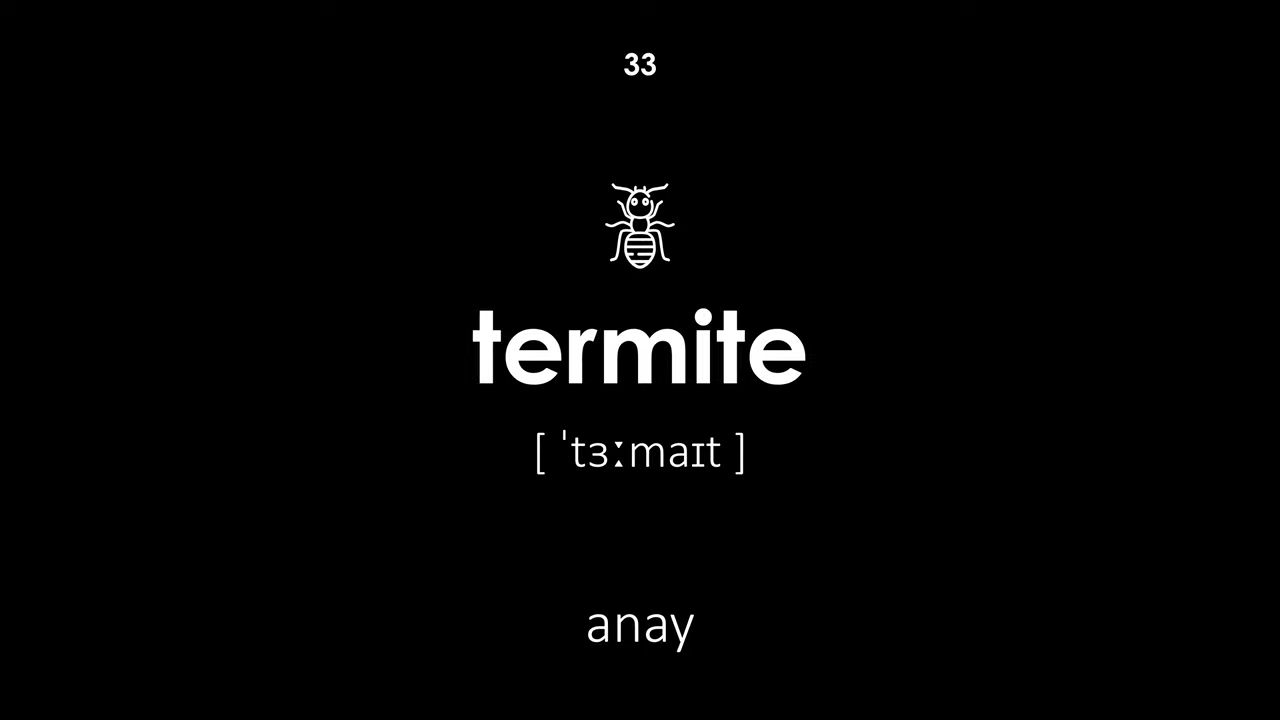 33
termite
[ ˈtɜːmaɪt ]
anay